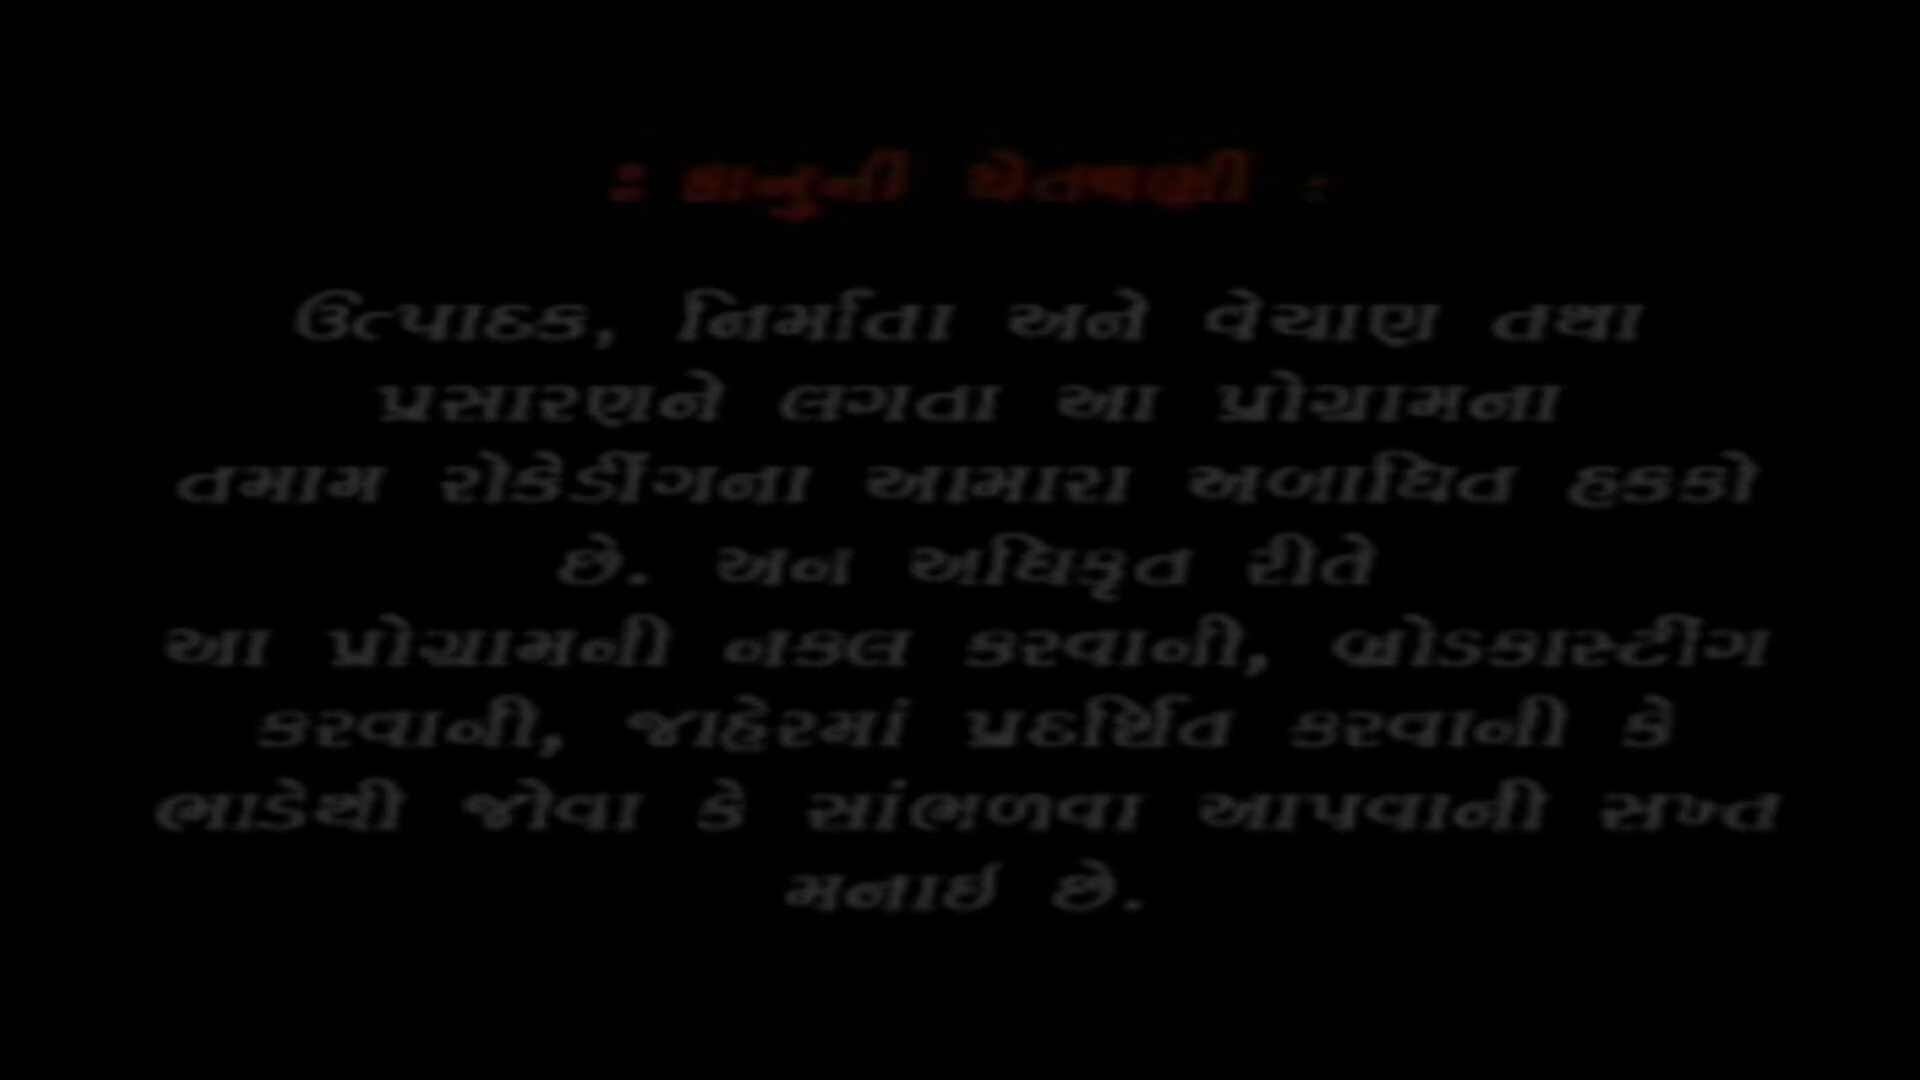 : કાનુની ચેતવણી :
ઉત્પાદક, નિર્માતા અને વેચાણ તથા
પ્રસારણને લગતા આ પ્રોગ્રામના
તમામ રોકેર્ડીંગના આમારા અબાધિત હકકો
છે. અન અધિકૃત રીતે
આ પ્રોગ્રામની નકલ કરવાની, બ્રોડકાસ્ટીંગ
કરવાની, જાહેરમાં પ્રદર્શિત કરવાની કે
ભાડેથી જોવા કે સાંભળવા આપવાની સખ્ત
મનાઇ છે.